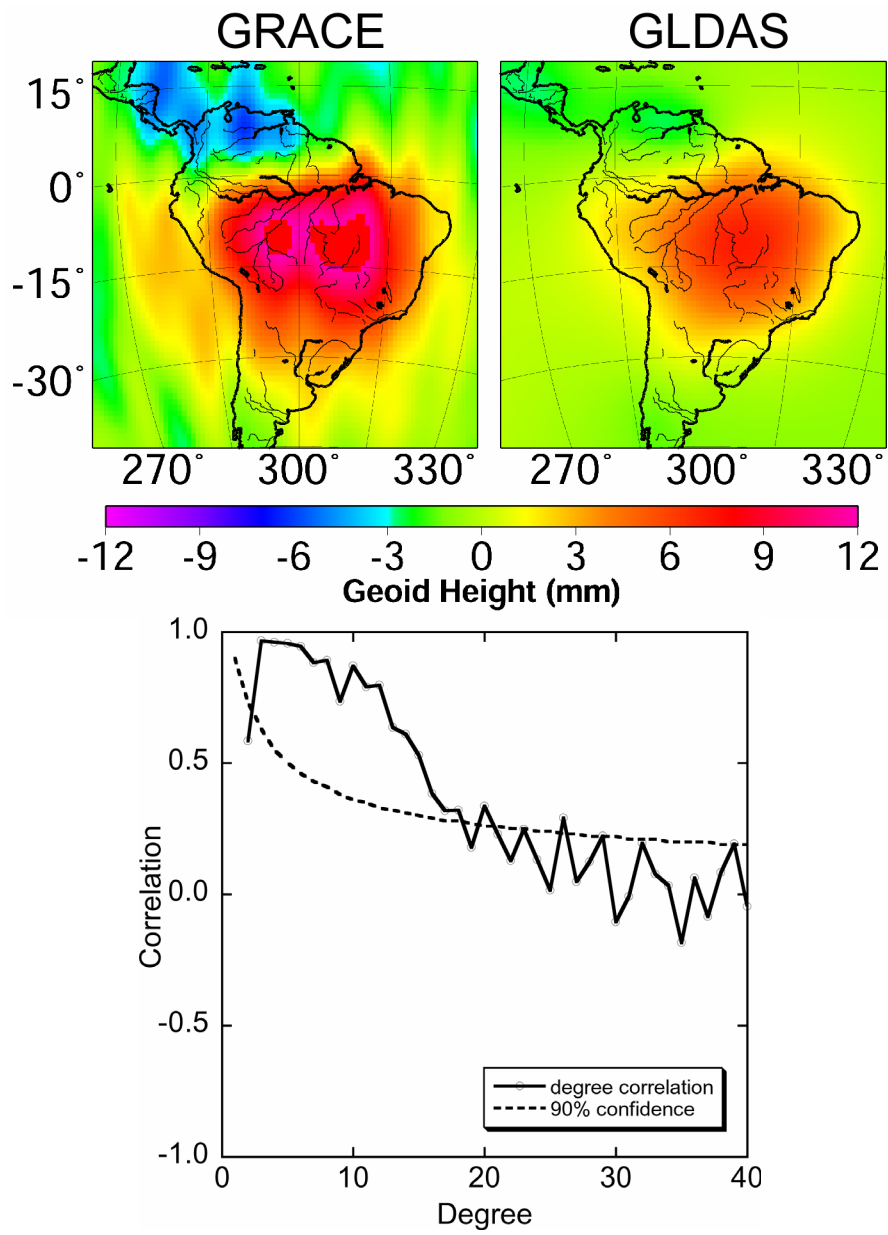 GRACE GLDAS
15°
0°
-15°
-30°
270° 300° 330° 270° 300° 330°
-12 -9 -6 -3 0 3 6 9 12
Geoid Height (mm)
1.0
0.5
0.0
-0.5
-1.0
Correlation
degree correlation
90% confidence
0 10 20 30 40
Degree